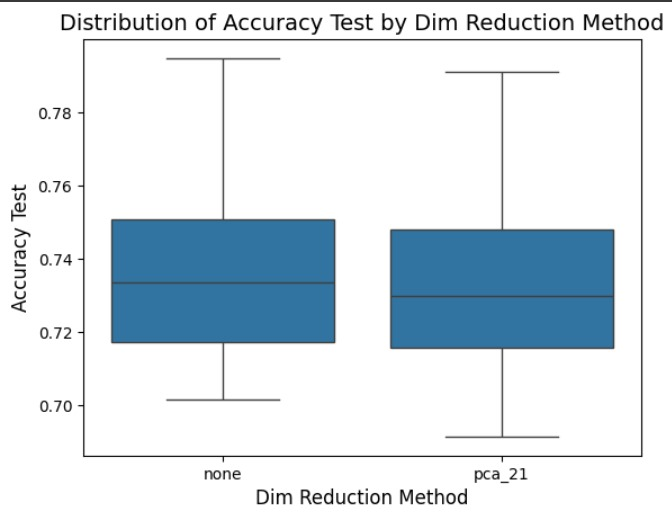 Distribution of Accuracy Test by Dim Reduction Method
Accuracy Test
0.78
0.76
0.74
0.72
0.70
none pca_21
Dim Reduction Method